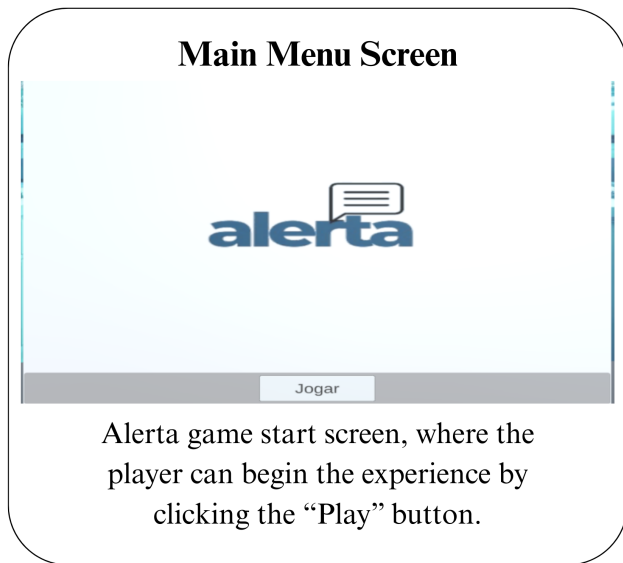 Main Menu Screen
alerta
Jogar
Alerta game start screen, where the
player can begin the experience by
clicking the “Play” button.